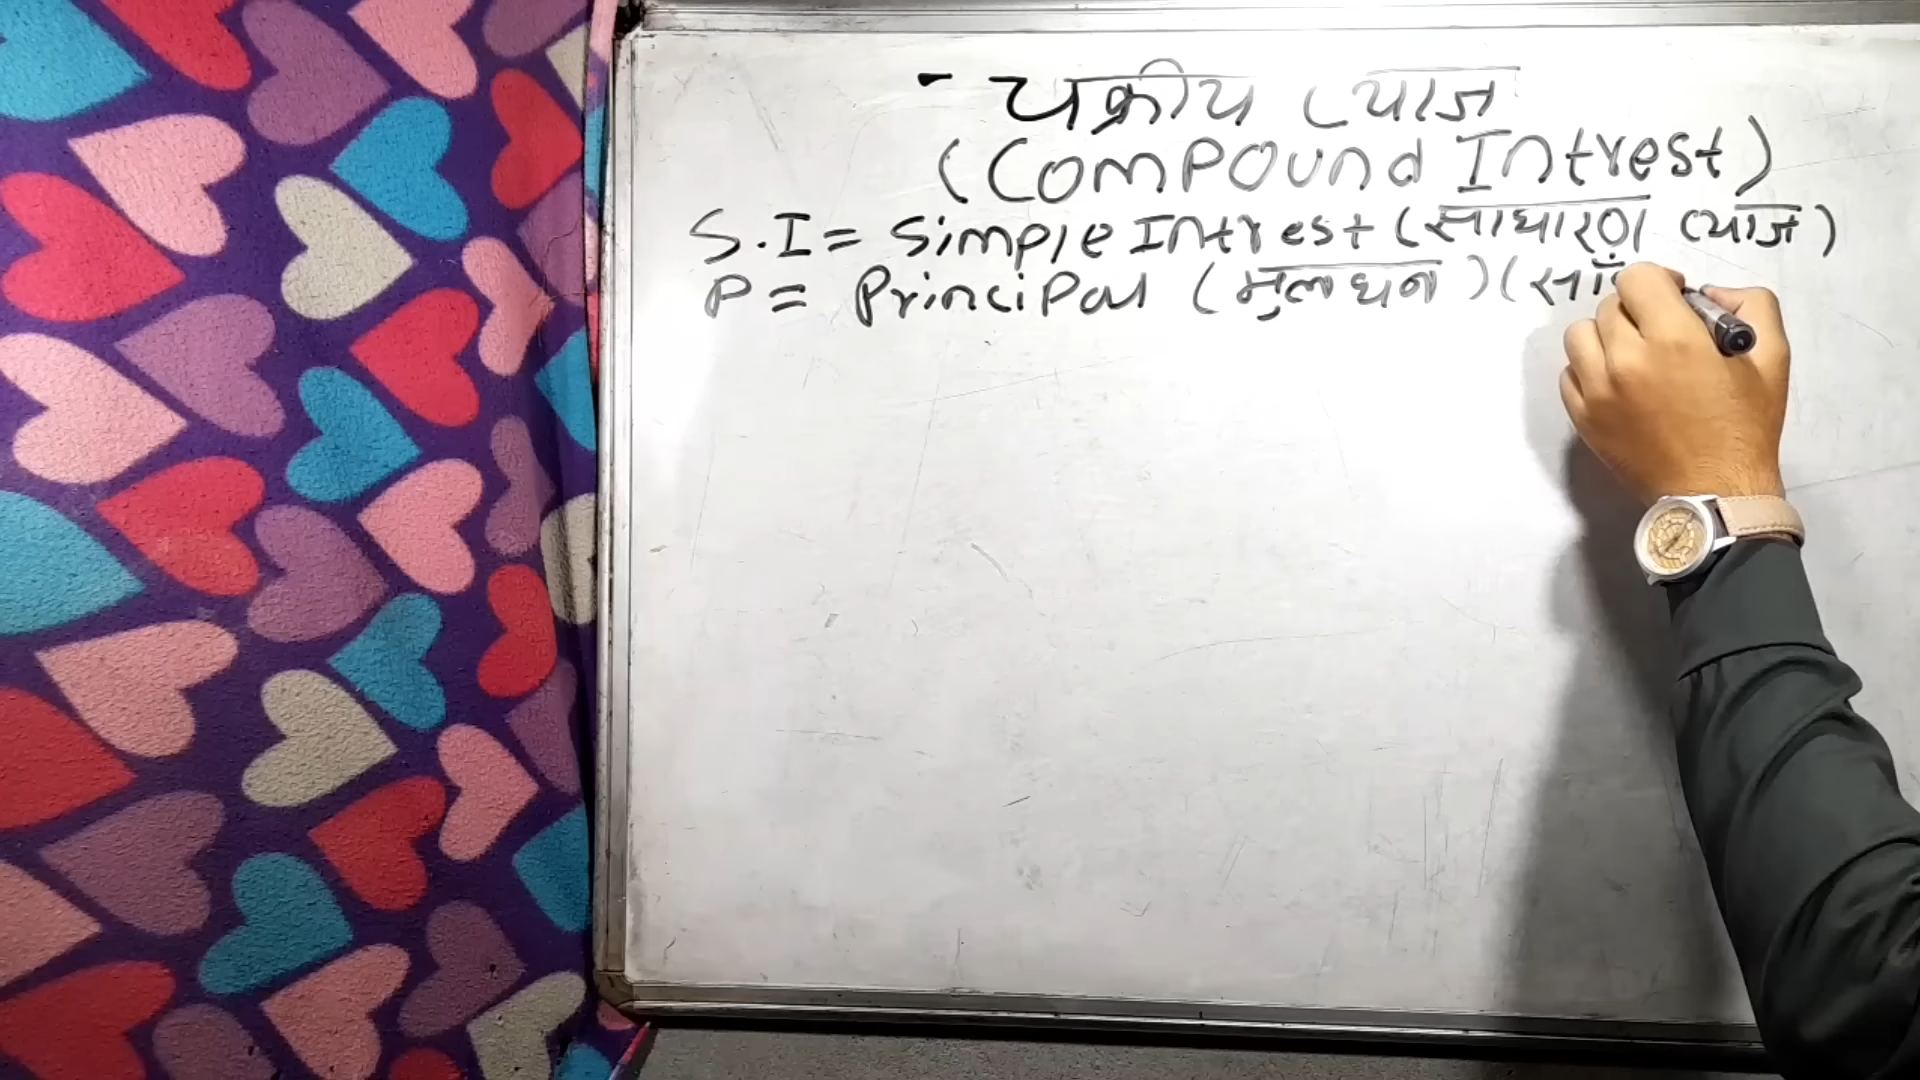 - चक्रीय ब्याज
(Compound Intrest)
S.I = Simple Intrest (साधारण ब्याज)
P = Principal (मुलधन) (